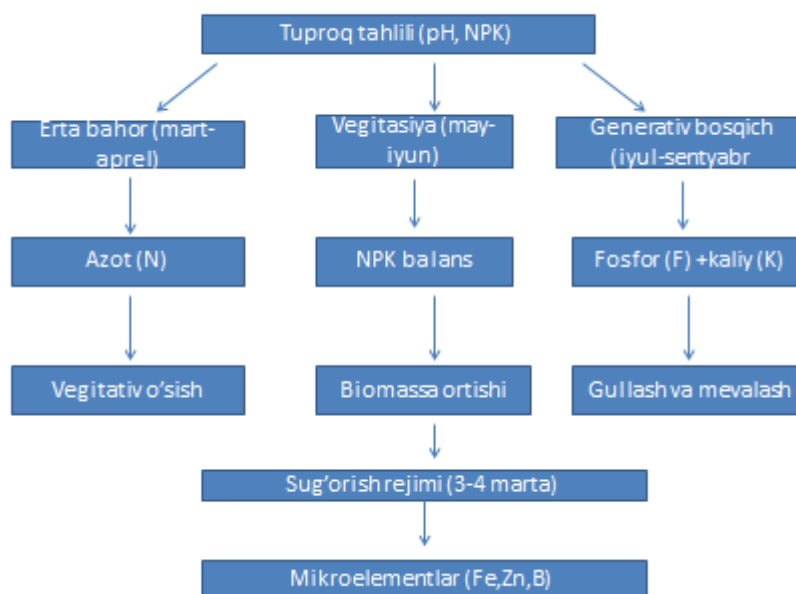 Tuproq tahlili (pH, NPK)
Erta bahor (mart-
aprel)
Vegitasiya (may-
iyun)
Generativ bosqich
(iyul-sentyabr
Azot (N)
NPK balans
Fosfor (F) +kaliy (K)
Vegitativ o’sish
Biomassa ortishi
Gullash va mevalash
Sug’orish rejimi (3-4 marta)
Mikroelementlar (Fe,Zn,B)